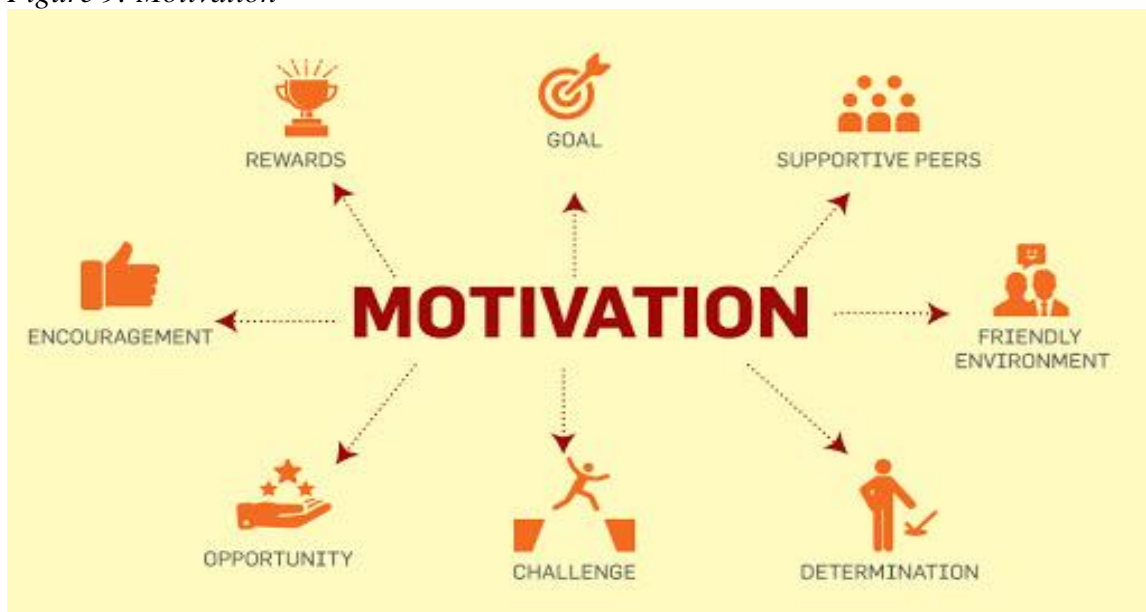 Figure 9: Motivation
GOAL
REWARDS
SUPPORTIVE PEERS
MOTIVATION
ENCOURAGEMENT
FRIENDLY
ENVIRONMENT
OPPORTUNITY
CHALLENGE
DETERMINATION